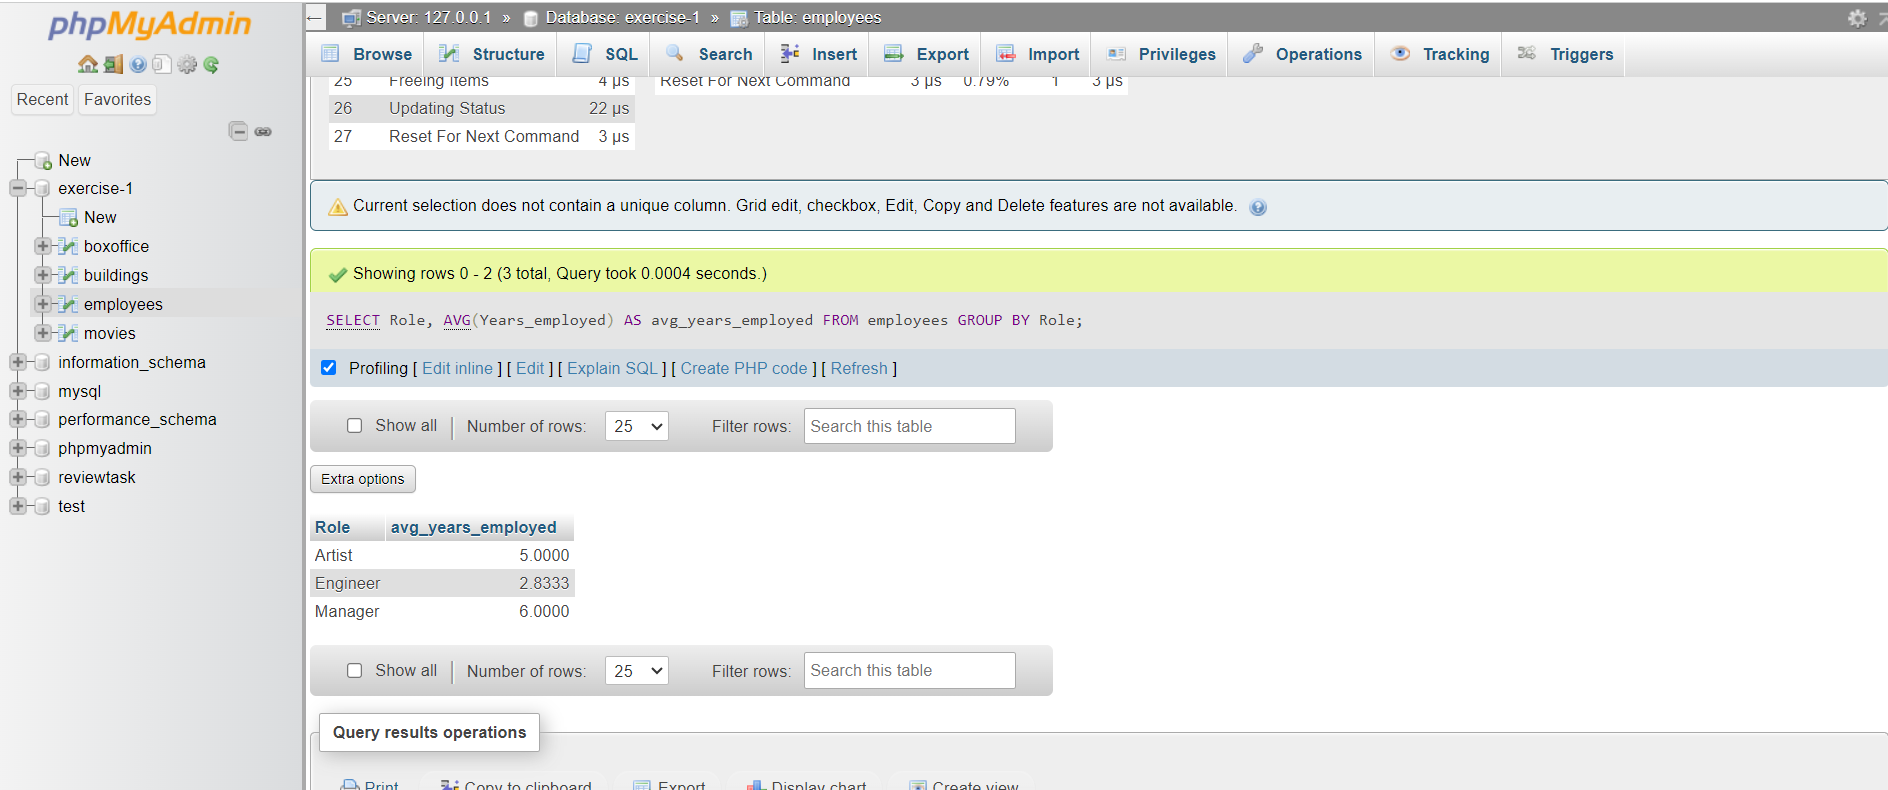 phpMyAdmin
Recent Favorites
New
exercise-1
New
boxoffice
buildings
employees
movies
information_schema
mysql
performance_schema
phpmyadmin
reviewtask
test
← Server: 127.0.0.1 » Database: exercise-1 » Table: employees
Browse Structure SQL Search Insert Export Import Privileges Operations Tracking Triggers
25 Freeing Items 4 µs Reset For Next Command 3 µs 0.79% 1 3 µs
26 Updating Status 22 µs
27 Reset For Next Command 3 µs
Current selection does not contain a unique column. Grid edit, checkbox, Edit, Copy and Delete features are not available.
Showing rows 0 - 2 (3 total, Query took 0.0004 seconds.)
SELECT Role, AVG(Years_employed) AS avg_years_employed FROM employees GROUP BY Role;
Profiling [ Edit inline ] [ Edit ] [ Explain SQL ] [ Create PHP code ] [ Refresh ]
Show all Number of rows: 25 Filter rows: Search this table
Extra options
Role avg_years_employed
Artist 5.0000
Engineer 2.8333
Manager 6.0000
Show all Number of rows: 25 Filter rows: Search this table
Query results operations
Print Copy to clipboard Export Display chart Create view